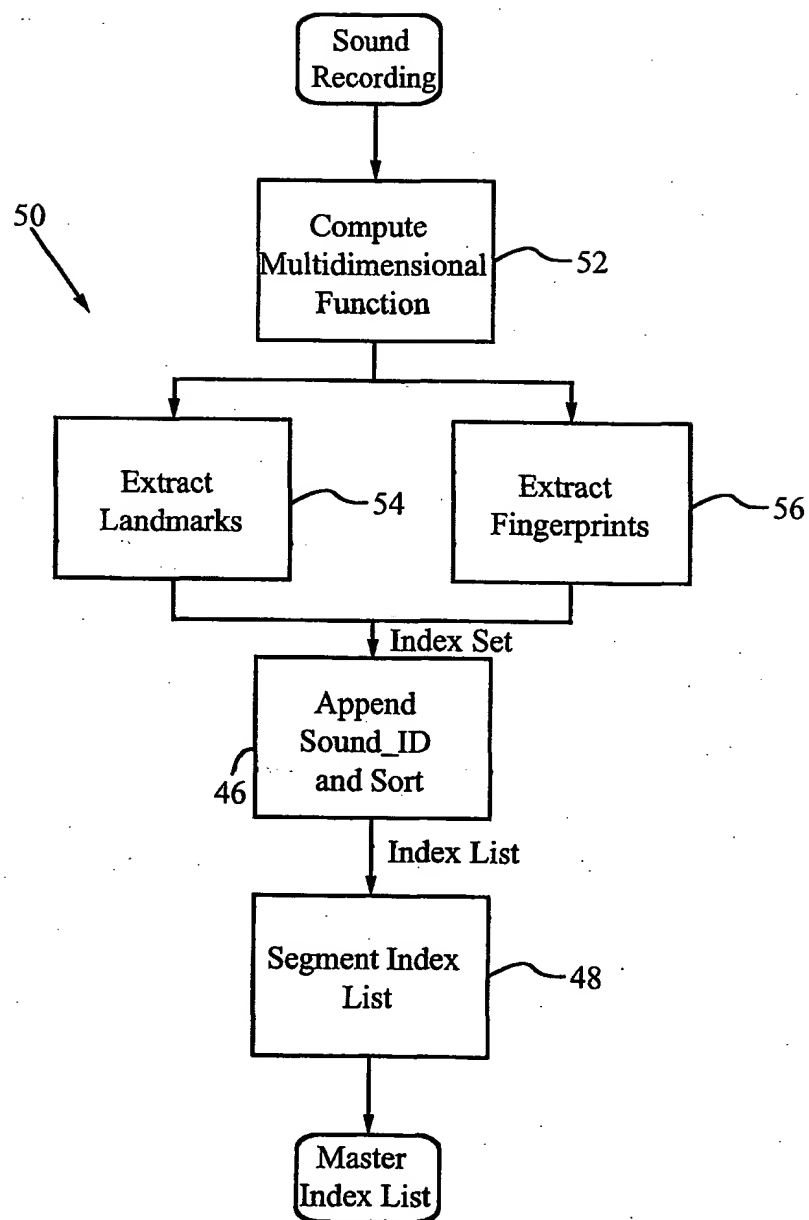 Sound
Recording
50
Compute
Multidimensional
Function
52
Extract
Landmarks
54
Extract
Fingerprints
56
Index Set
Append
Sound_ID
and Sort
46
Index List
Segment Index
List
48
Master
Index List